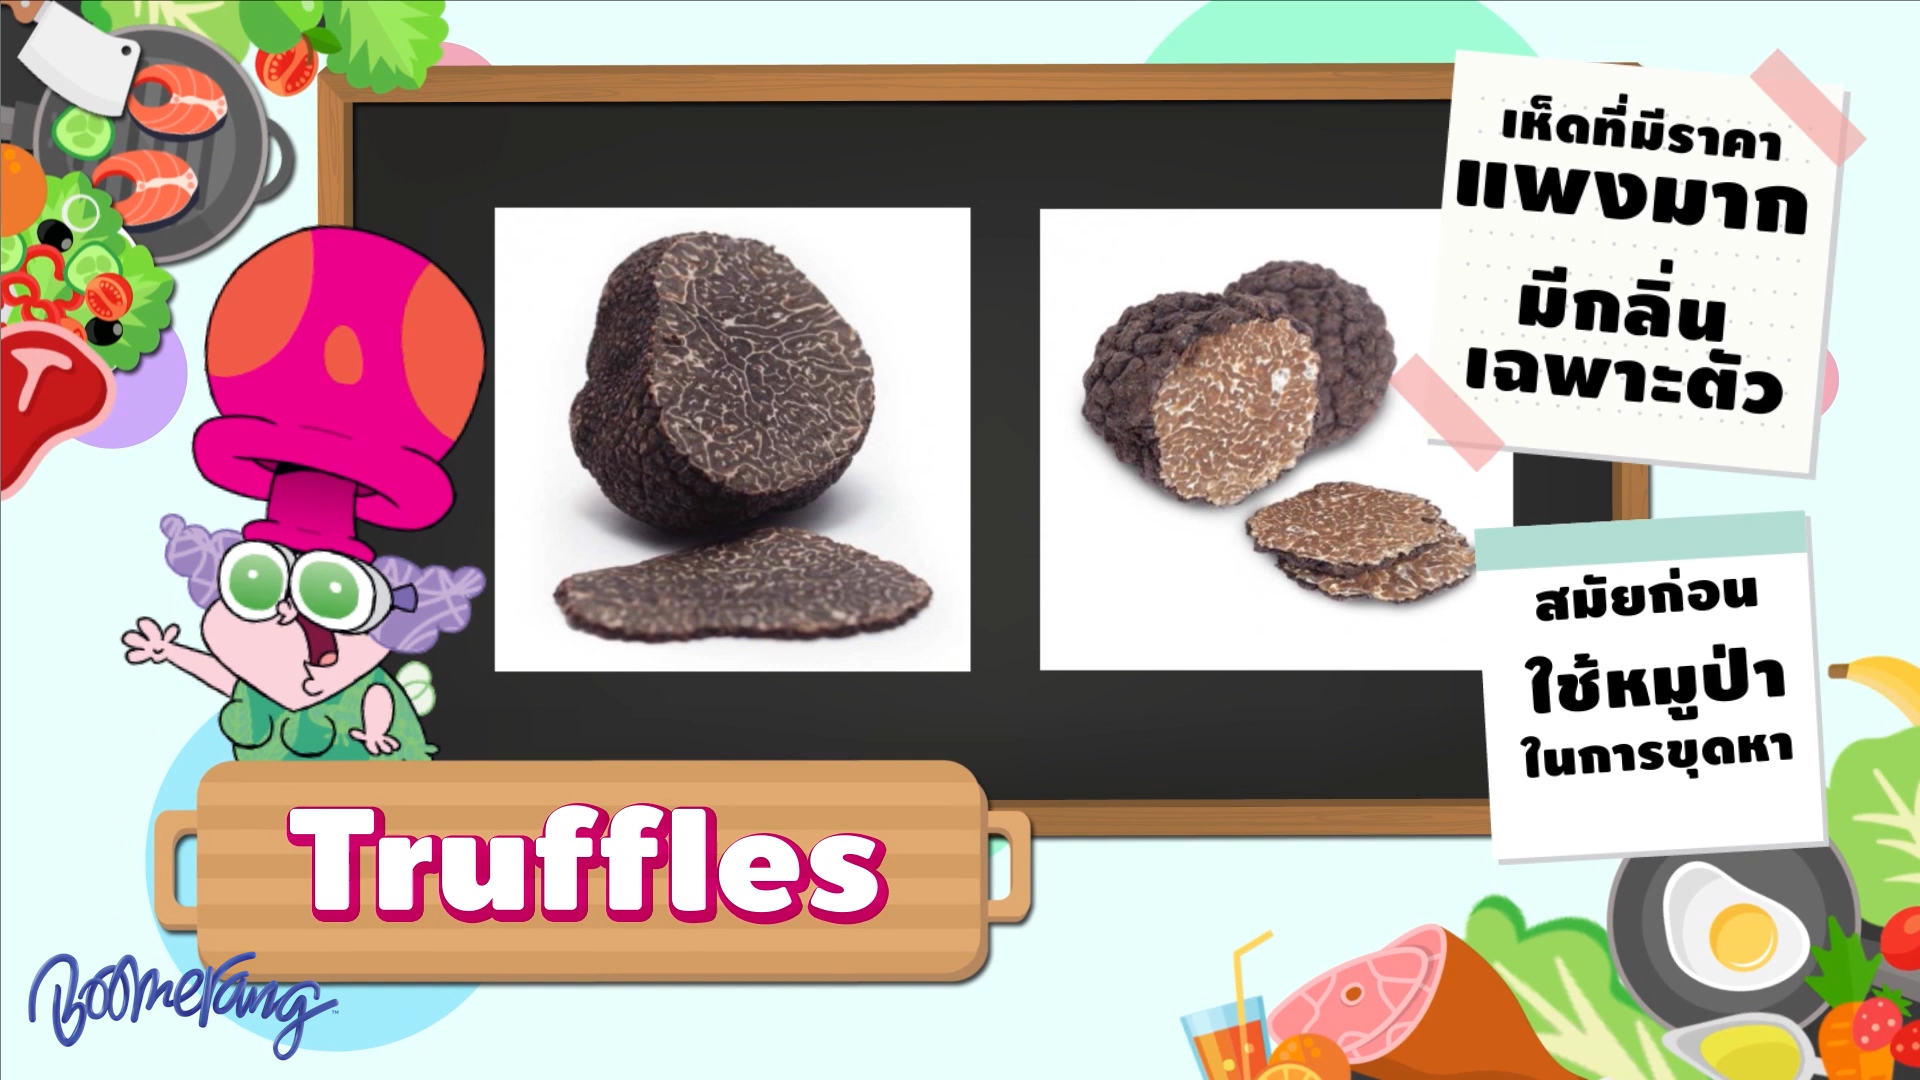 เห็ดที่มีราคา
แพงมาก
มีกลิ่น
เฉพาะตัว
สมัยก่อน
ใช้หมูป่า
ในการขุดหา
Truffles
Boomerang™